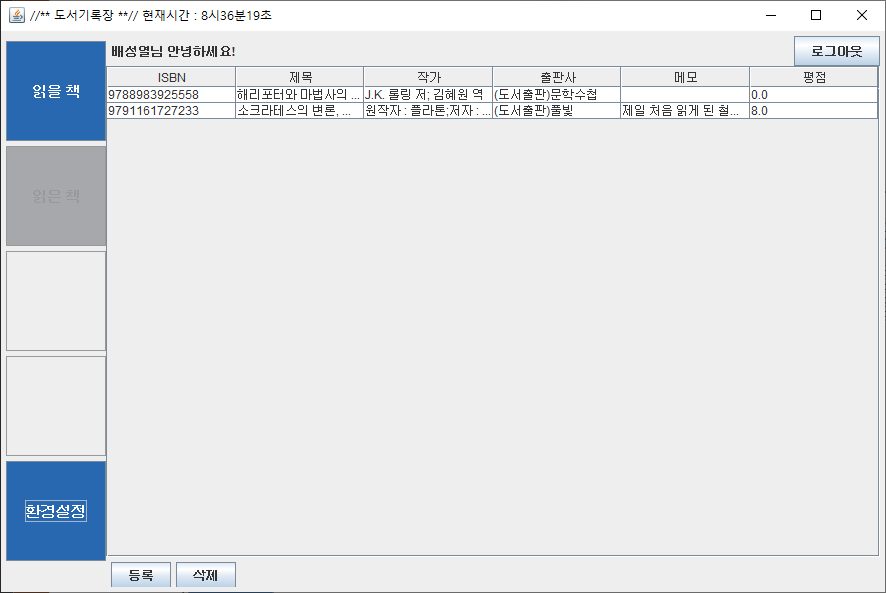 //** 도서기록장 **// 현재시간 : 8시36분19초
배성열님 안녕하세요!
로그아웃
읽을 책
읽은 책
환경설정
ISBN 제목 작가 출판사 메모 평점
9788983925558 해리포터와 마법사의 ... J.K. 롤링 저; 김혜원 역 (도서출판)문학수첩 0.0
9791161727233 소크라테스의 변론, ... 원작자 : 플라톤;저자 : ... (도서출판)풀빛 제일 처음 읽게 된 철... 8.0
등록 삭제